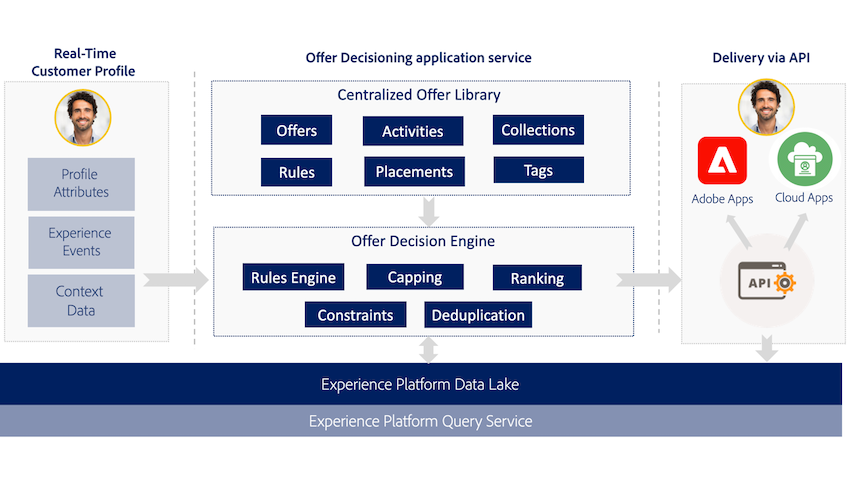 Real-Time
Customer Profile
Profile
Attributes
Experience
Events
Context
Data
Offer Decisioning application service
Centralized Offer Library
Offers
Activities
Collections
Rules
Placements
Tags
Offer Decision Engine
Rules Engine
Capping
Ranking
Constraints
Deduplication
Delivery via API
Adobe Apps
Cloud Apps
API
Experience Platform Data Lake
Experience Platform Query Service